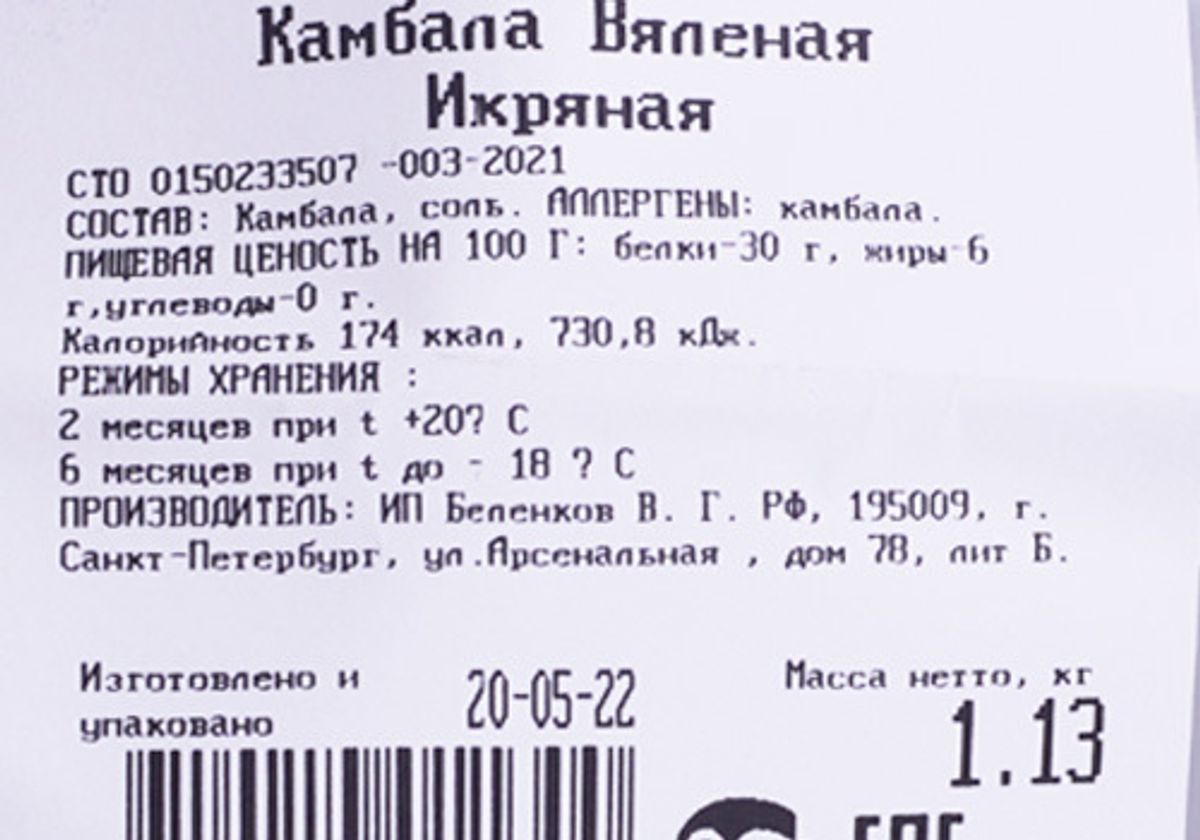 Камбала Вяленая
Икряная
СТО 0150233507 -003-2021
СОСТАВ: Камбала, соль. АЛЛЕРГЕНЫ: камбала.
ПИЩЕВАЯ ЦЕНОСТЬ НА 100 Г: белки-30 г, жиры-6
г,углеводы-0 г.
Калорийность 174 ккал, 730,8 кДж.
РЕЖИМЫ ХРАНЕНИЯ :
2 месяцев при t +20? С
6 месяцев при t до - 18 ? С
ПРОИЗВОДИТЕЛЬ: ИП Беленков В. Г. РФ, 195009, г.
Санкт-Петербург, ул.Арсенальная , дом 78, лит Б.
Изготовлено и
упаковано
20-05-22
Масса нетто, кг
1.13